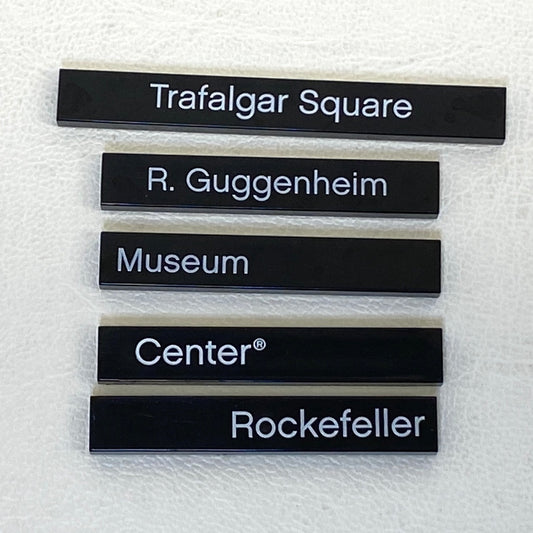 Trafalgar Square
R. Guggenheim
Museum
Center®
Rockefeller